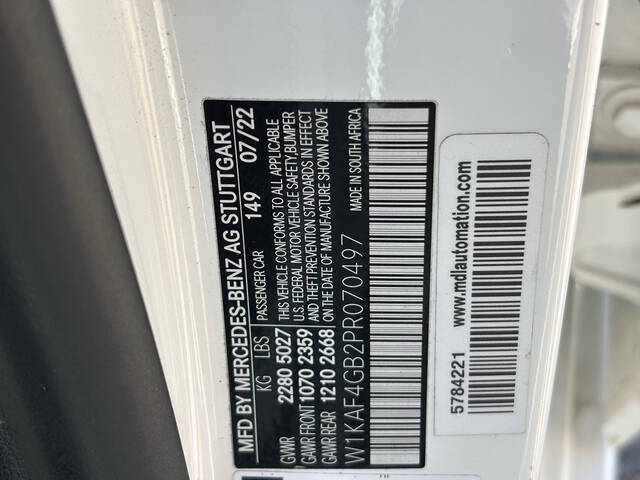 MFD BY MERCEDES-BENZ AG STUTTGART
149 07/22
PASSENGER CAR
KG LBS
GVWR 2280 5027
GAWR FRONT 1070 2359
GAWR REAR 1210 2668
THIS VEHICLE CONFORMS TO ALL APPLICABLE
U.S. FEDERAL MOTOR VEHICLE SAFETY, BUMPER
AND THEFT PREVENTION STANDARDS IN EFFECT
ON THE DATE OF MANUFACTURE SHOWN ABOVE
W1KAF4GB2PR070497
MADE IN SOUTH AFRICA
5784221
www.mdlautomation.com